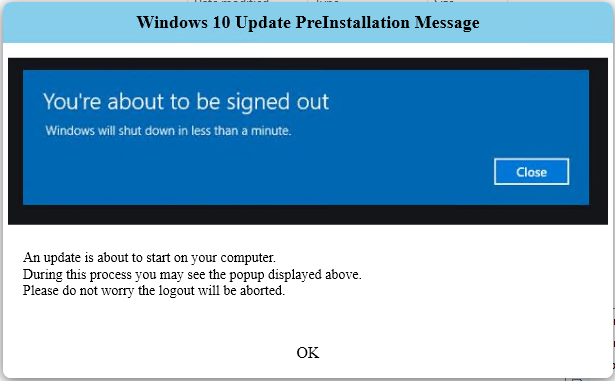 Windows 10 Update PreInstallation Message
You're about to be signed out
Windows will shut down in less than a minute.
Close
An update is about to start on your computer.
During this process you may see the popup displayed above.
Please do not worry the logout will be aborted.
OK